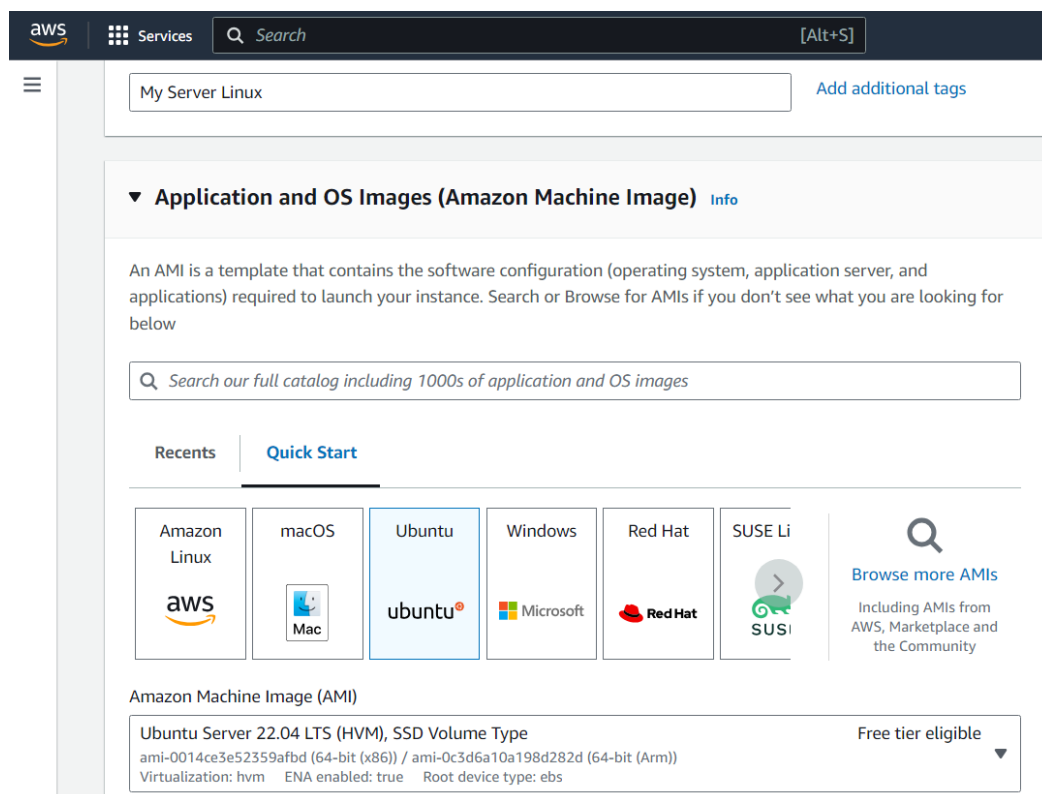 aws
Services
Search
[Alt+S]
My Server Linux
Add additional tags
Application and OS Images (Amazon Machine Image) Info
An AMI is a template that contains the software configuration (operating system, application server, and
applications) required to launch your instance. Search or Browse for AMIs if you don’t see what you are looking for
below
Search our full catalog including 1000s of application and OS images
Recents
Quick Start
Amazon
Linux
aws
macOS
Mac
Ubuntu
ubuntu
Windows
Microsoft
Red Hat
Red Hat
SUSE Li
SUS
Browse more AMIs
Including AMIs from
AWS, Marketplace and
the Community
Amazon Machine Image (AMI)
Ubuntu Server 22.04 LTS (HVM), SSD Volume Type
Free tier eligible
ami-0014ce3e52359afbd (64-bit (x86)) / ami-0c3d6a10a198d282d (64-bit (Arm))
Virtualization: hvm ENA enabled: true Root device type: ebs